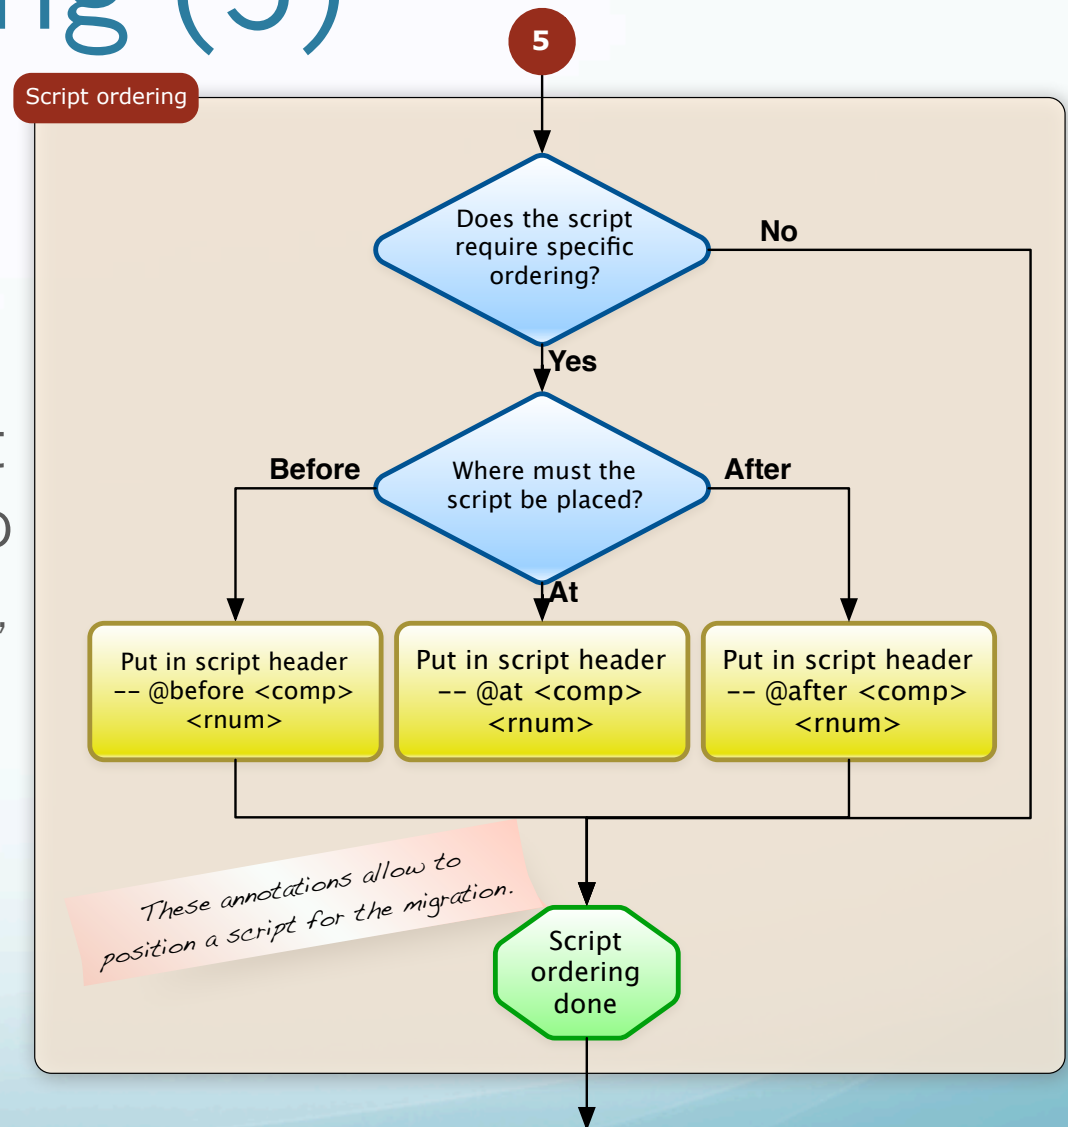 ng (5)
5
Script ordering
Does the script
require specific
ordering?
No
Yes
Where must the
script be placed?
Before
After
At
Put in script header
-- @before <comp>
<rnum>
Put in script header
-- @at <comp>
<rnum>
Put in script header
-- @after <comp>
<rnum>
These annotations allow to
position a script for the migration.
Script
ordering
done